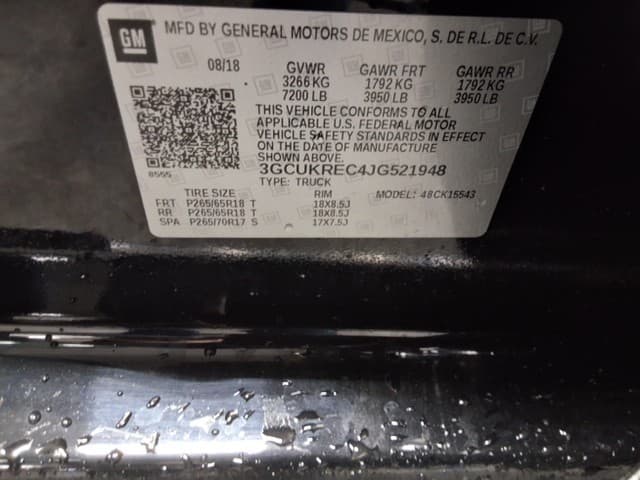 GM
MFD BY GENERAL MOTORS DE MEXICO, S. DE R.L. DE C.V.
08/18 GVWR GAWR FRT GAWR RR
3266 KG 1792 KG 1792 KG
7200 LB 3950 LB 3950 LB
THIS VEHICLE CONFORMS TO ALL
APPLICABLE U.S. FEDERAL MOTOR
VEHICLE SAFETY STANDARDS IN EFFECT
ON THE DATE OF MANUFACTURE
SHOWN ABOVE.
8555
3GCUKREC4JG521948
TYPE: TRUCK MODEL: 48CK15543
TIRE SIZE RIM
FRT P265/65R18 T 18X8.5J
RR P265/65R18 T 18X8.5J
SPA P265/70R17 S 17X7.5J